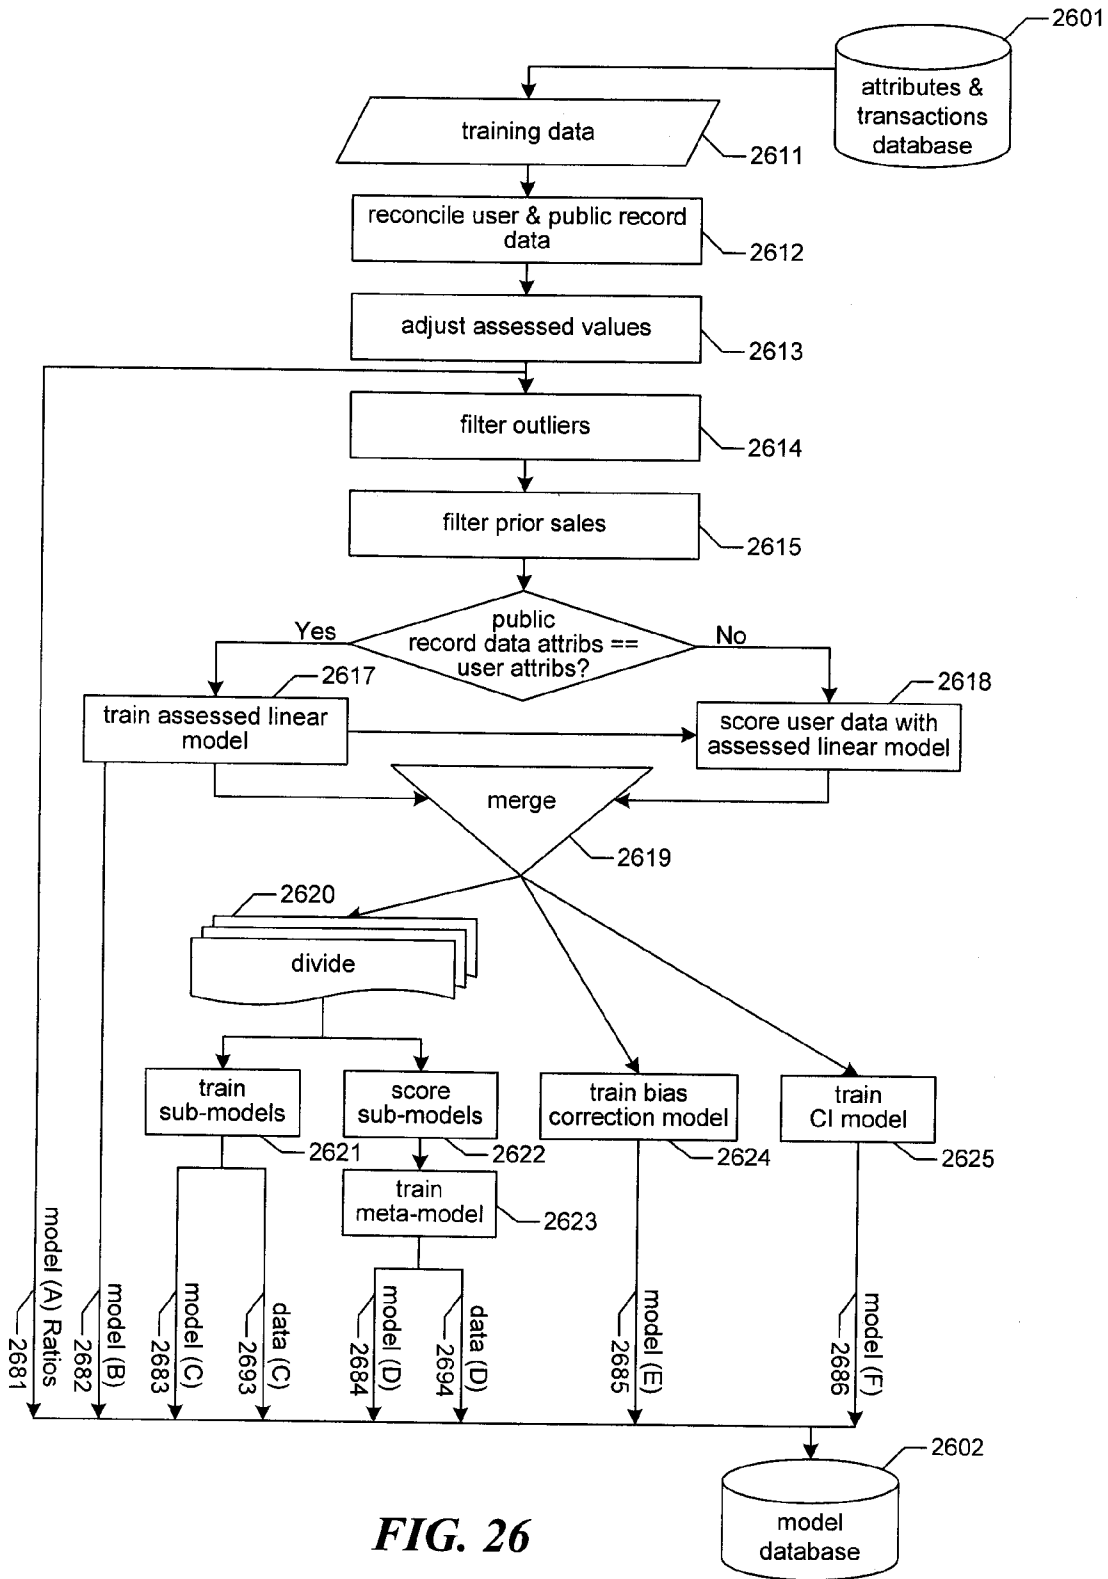 2601
attributes &
transactions
database
training data
2611
reconcile user & public record
data
2612
adjust assessed values
2613
filter outliers
2614
filter prior sales
2615
public
record data attribs ==
user attribs?
Yes
No
2617
train assessed linear
model
2618
score user data with
assessed linear model
merge
2619
2620
divide
train
sub-models
2621
score
sub-models
2622
train bias
correction model
2624
train
CI model
2625
train
meta-model
2623
model (A) Ratios
2681
model (B)
2682
model (C)
2683
data (C)
2693
model (D)
2684
data (D)
2694
model (E)
2685
model (F)
2686
2602
model
database
FIG. 26